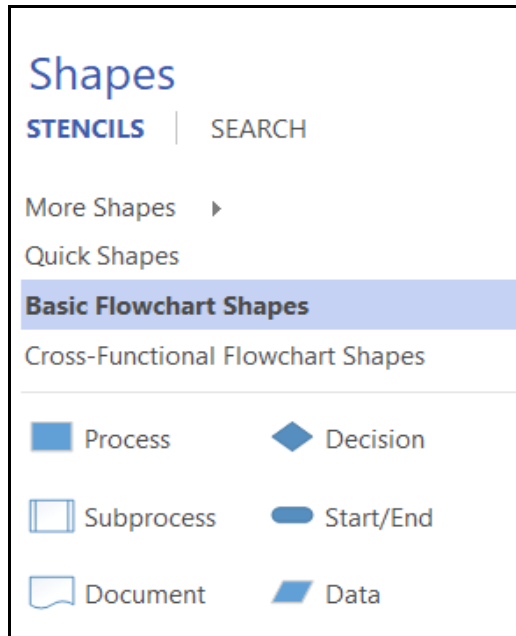 Shapes
STENCILS SEARCH
More Shapes
Quick Shapes
Basic Flowchart Shapes
Cross-Functional Flowchart Shapes
Process Decision
Subprocess Start/End
Document Data